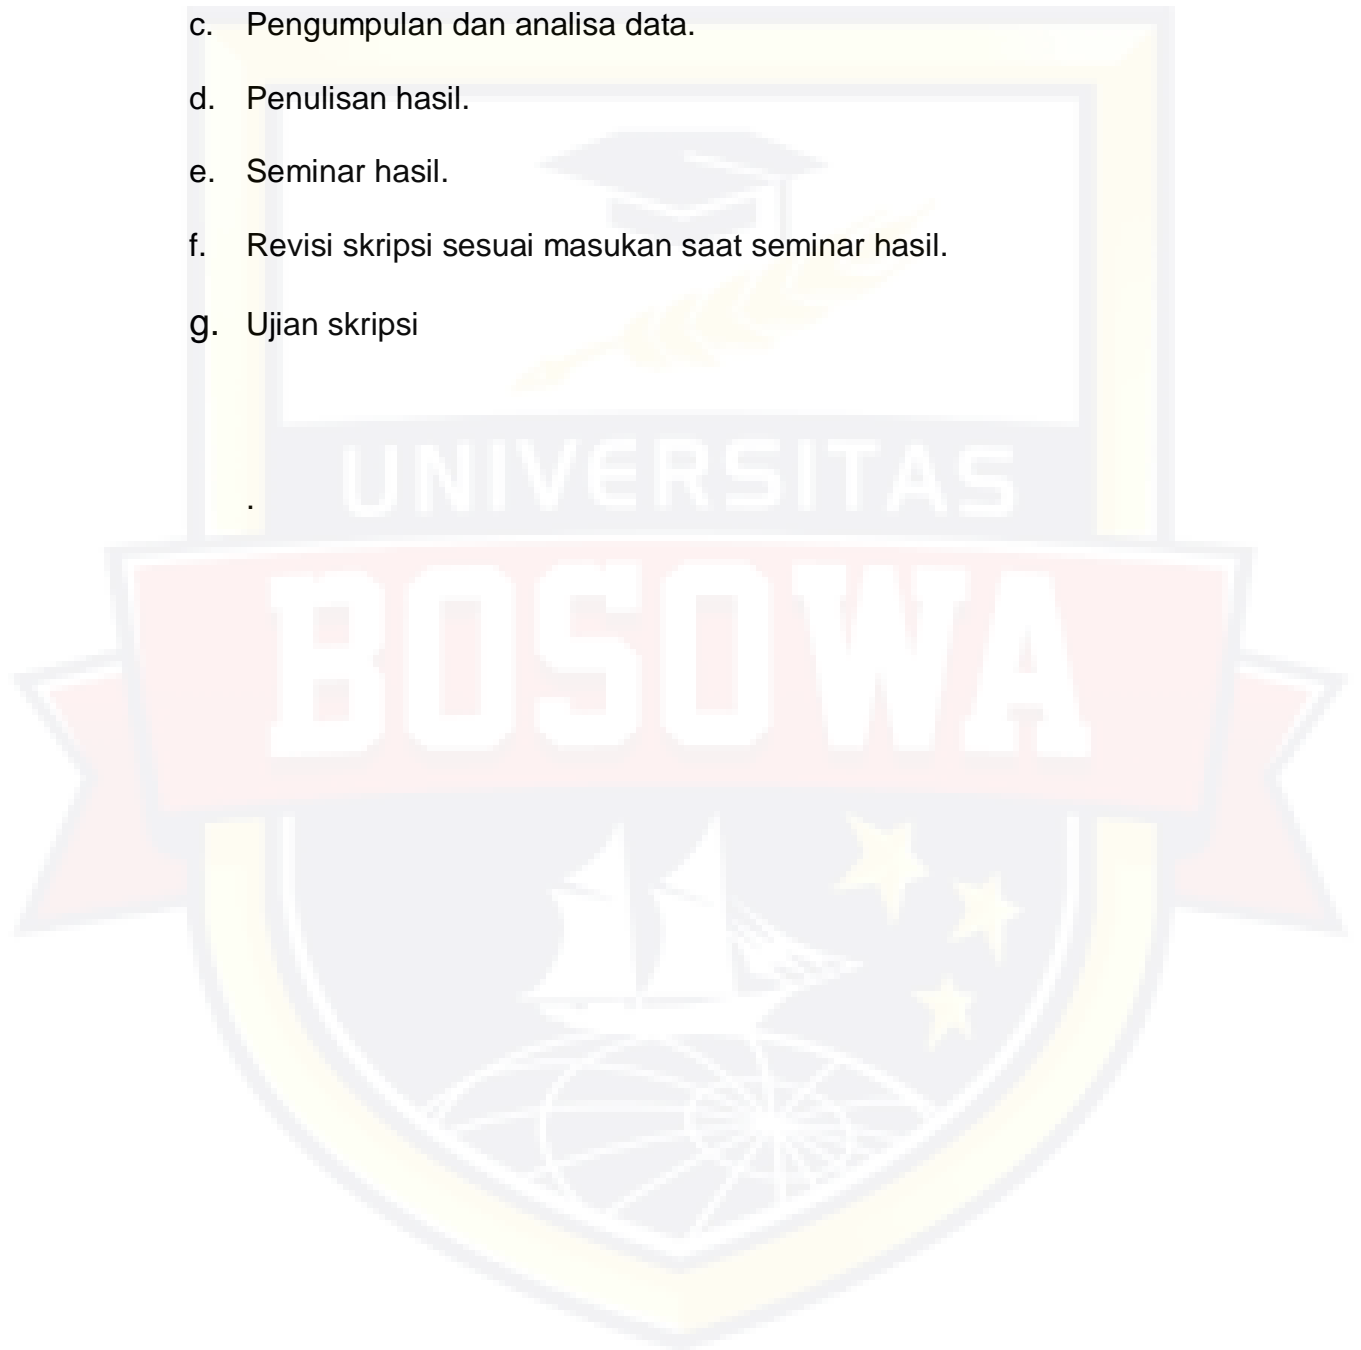 c. Pengumpulan dan analisa data.
d. Penulisan hasil.
e. Seminar hasil.
f. Revisi skripsi sesuai masukan saat seminar hasil.
g. Ujian skripsi
UNIVERSITAS
.
BOSOWA